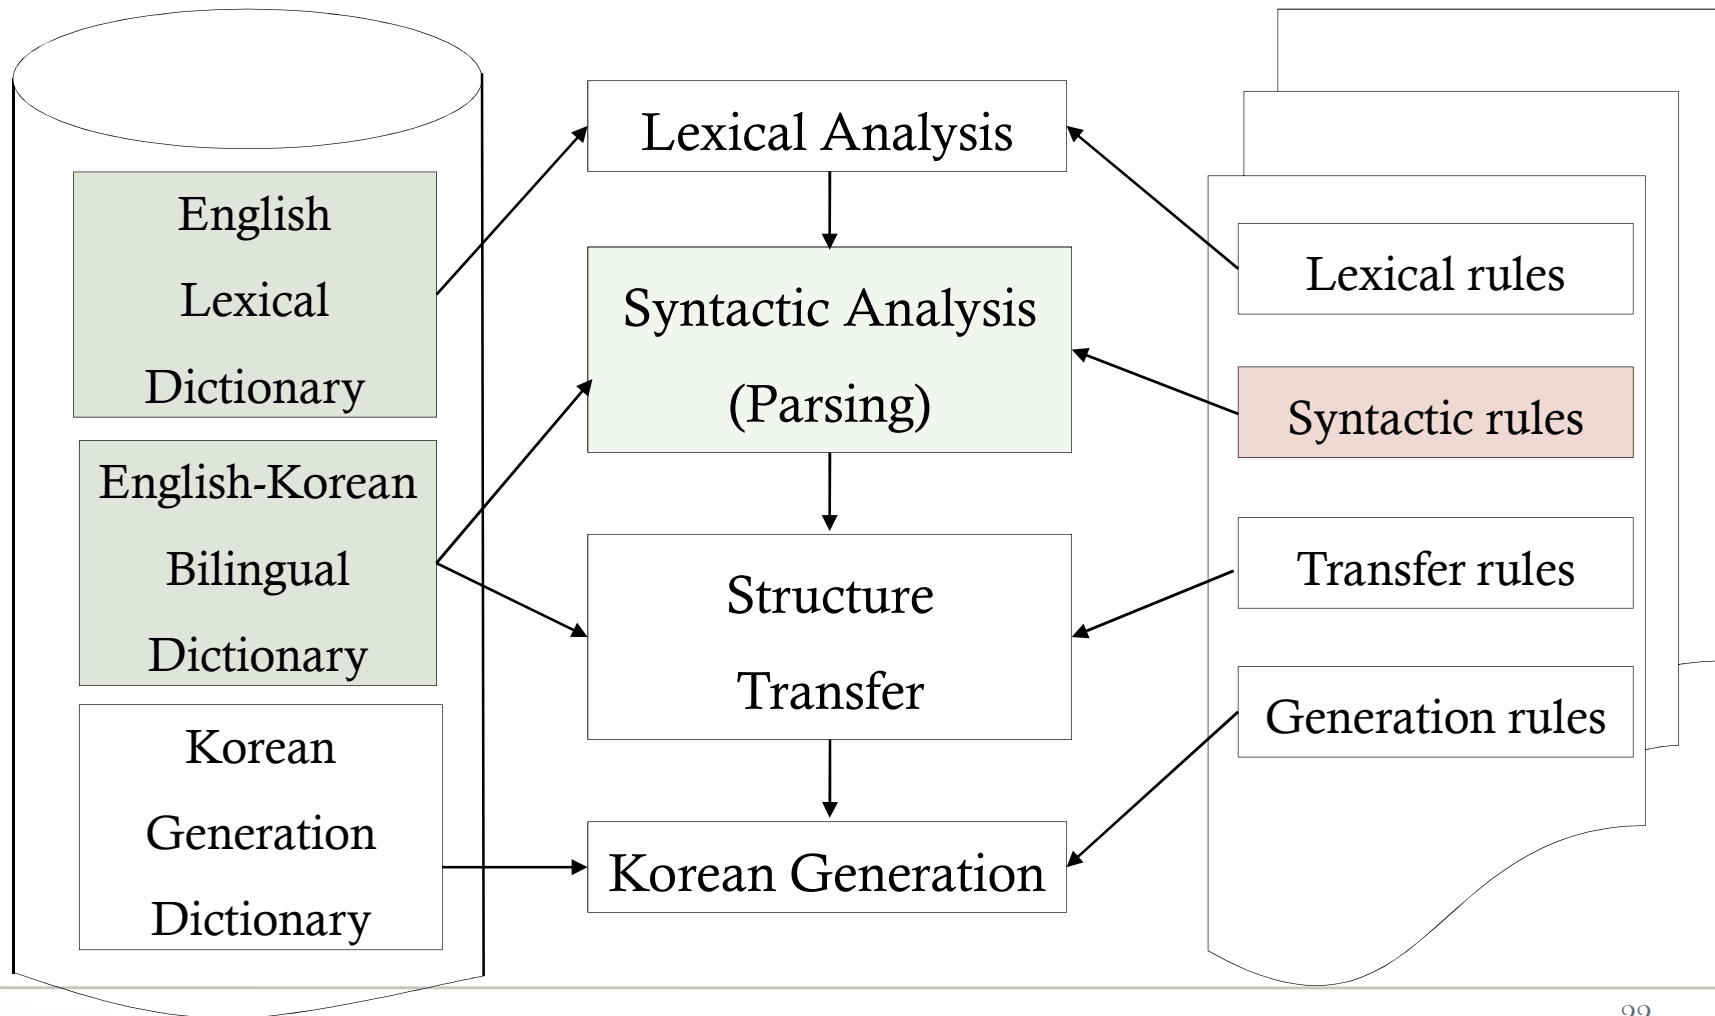 English
Lexical
Dictionary
English-Korean
Bilingual
Dictionary
Korean
Generation
Dictionary
Lexical Analysis
Syntactic Analysis
(Parsing)
Structure
Transfer
Korean Generation
Lexical rules
Syntactic rules
Transfer rules
Generation rules